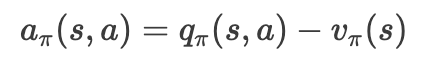 a_π(s, a) = q_π(s, a) − v_π(s)